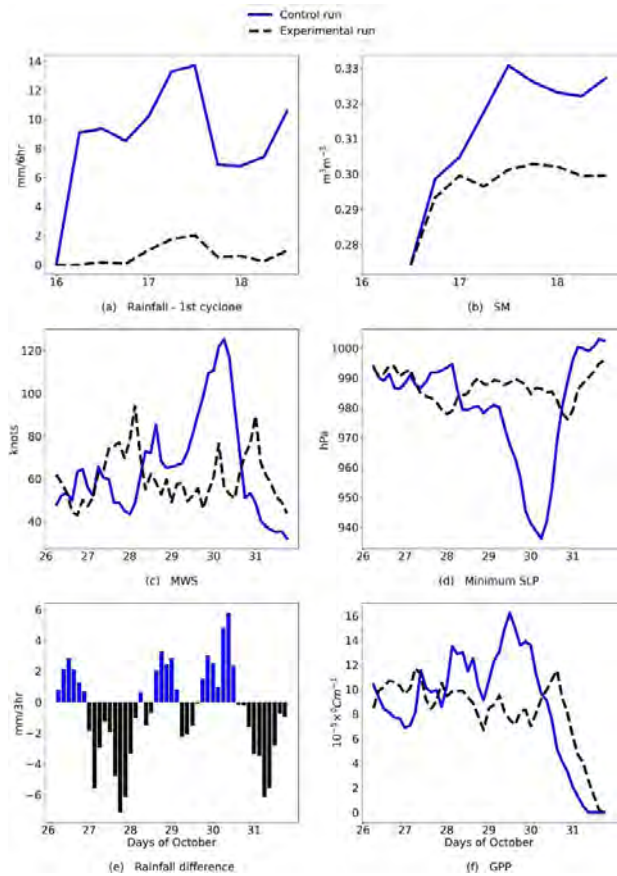 Control run
Experimental run
14
12
10
8
6
4
2
0
mm/6hr
16 17 18
(a) Rainfall - 1st cyclone
0.33
0.32
0.31
0.30
0.29
0.28
m³m⁻³
16 17 18
(b) SM
120
100
80
60
40
knots
26 27 28 29 30 31
(c) MWS
1000
990
980
970
960
950
940
hPa
26 27 28 29 30 31
(d) Minimum SLP
6
4
2
0
−2
−4
−6
mm/3hr
26 27 28 29 30 31
Days of October
(e) Rainfall difference
16
14
12
10
8
6
4
2
0
26 27 28 29 30 31
Days of October
(f) GPP